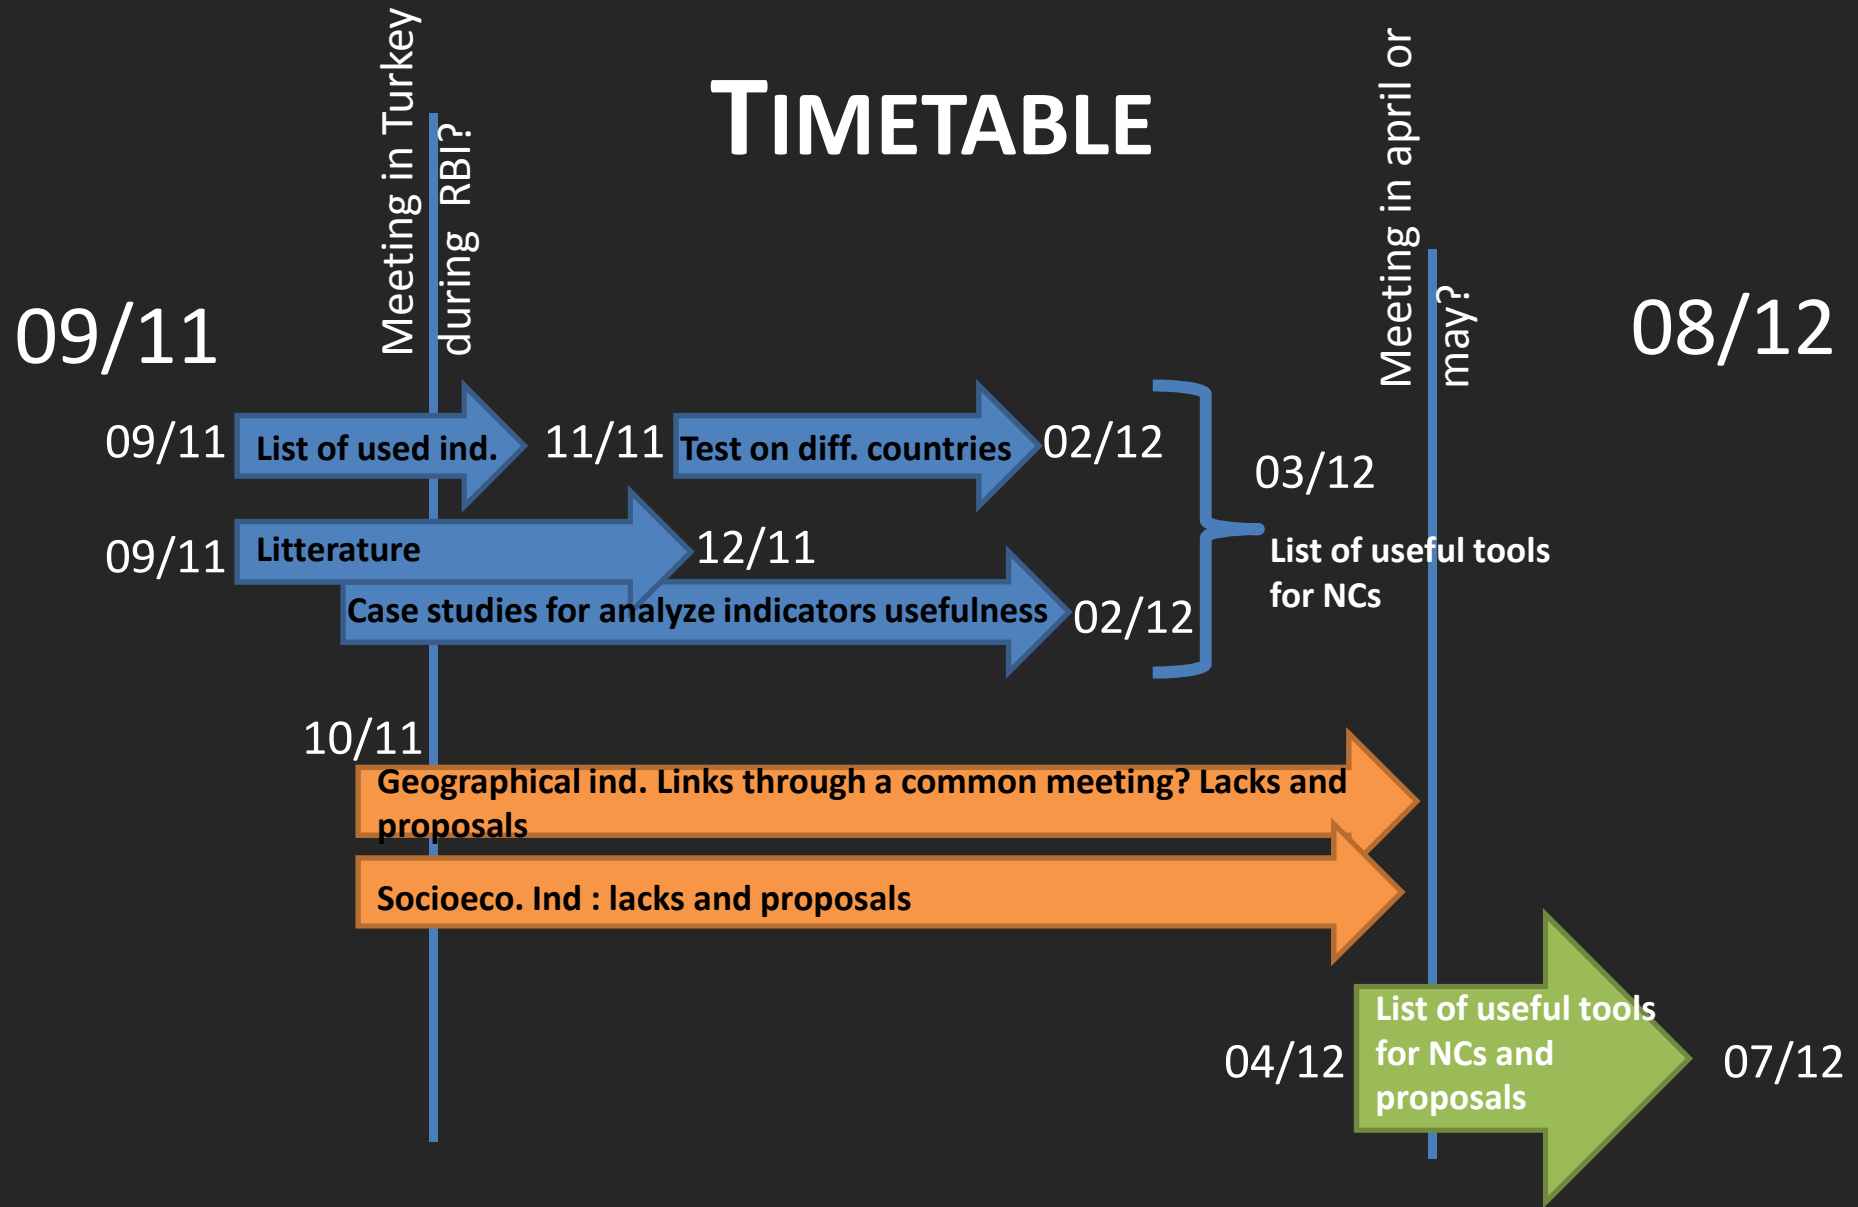 TIMETABLE
Meeting in Turkey
during RBI?
Meeting in april or
may?
09/11
08/12
09/11
List of used ind.
11/11
Test on diff. countries
02/12
03/12
List of useful tools
for NCs
09/11
Litterature
12/11
Case studies for analyze indicators usefulness
02/12
10/11
Geographical ind. Links through a common meeting? Lacks and
proposals
Socioeco. Ind : lacks and proposals
04/12
List of useful tools
for NCs and
proposals
07/12